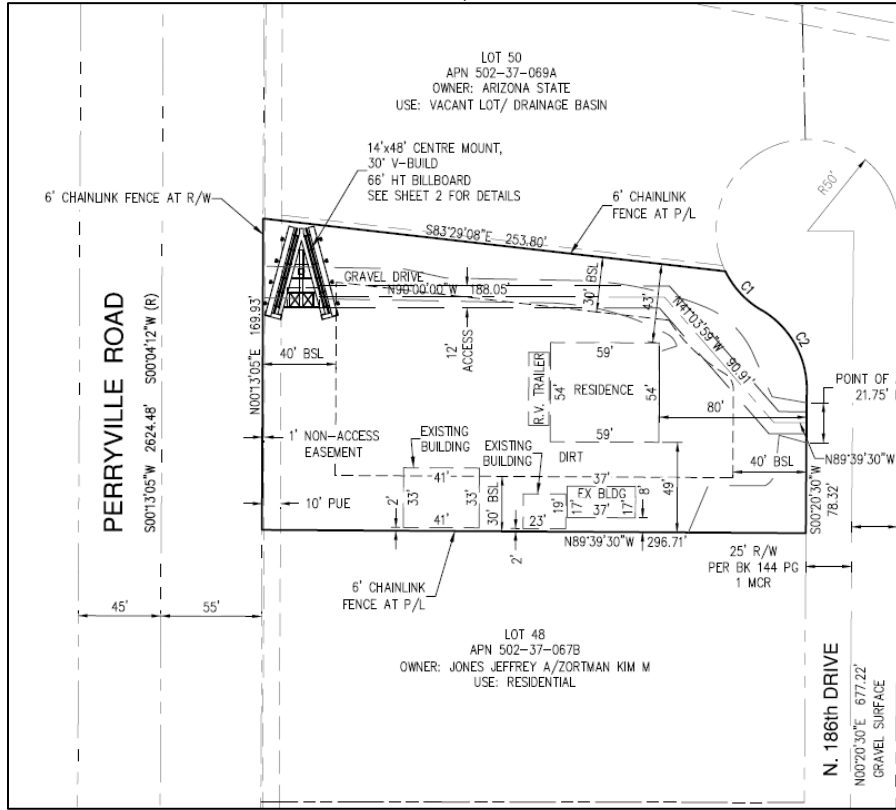 LOT 50
APN 502-37-069A
OWNER: ARIZONA STATE
USE: VACANT LOT/ DRAINAGE BASIN
14'x48' CENTRE MOUNT,
30° V-BUILD
66' HT BILLBOARD
SEE SHEET 2 FOR DETAILS
6' CHAINLINK FENCE AT R/W
6' CHAINLINK
FENCE AT P/L
R50'
S83°29'08"E 253.80'
GRAVEL DRIVE
N90°00'00"W 188.05'
30' BSL
43'
C1
C2
N41°03'59"W 90.91'
PERRYVILLE ROAD
S00°13'05"W 2624.48' S00°04'12"W (R)
N00°13'05"E 169.93'
40' BSL
12'
ACCESS
59'
R.V. TRAILER
54'
RESIDENCE
54'
59'
80'
POINT OF
21.75'
N89°39'30"W
1' NON-ACCESS
EASEMENT
EXISTING
BUILDING
EXISTING
BUILDING
DIRT
40' BSL
S00°20'30"W
78.32'
41'
33'
33'
41'
2'
30' BSL
37'
EX BLDG
37'
17'
17'
19'
23'
8'
49'
10' PUE
2'
N89°39'30"W 296.71'
25' R/W
PER BK 144 PG
1 MCR
6' CHAINLINK
FENCE AT P/L
45'
55'
LOT 48
APN 502-37-067B
OWNER: JONES JEFFREY A/ZORTMAN KIM M
USE: RESIDENTIAL
N. 186th DRIVE
N00°20'30"E 677.22'
GRAVEL SURFACE